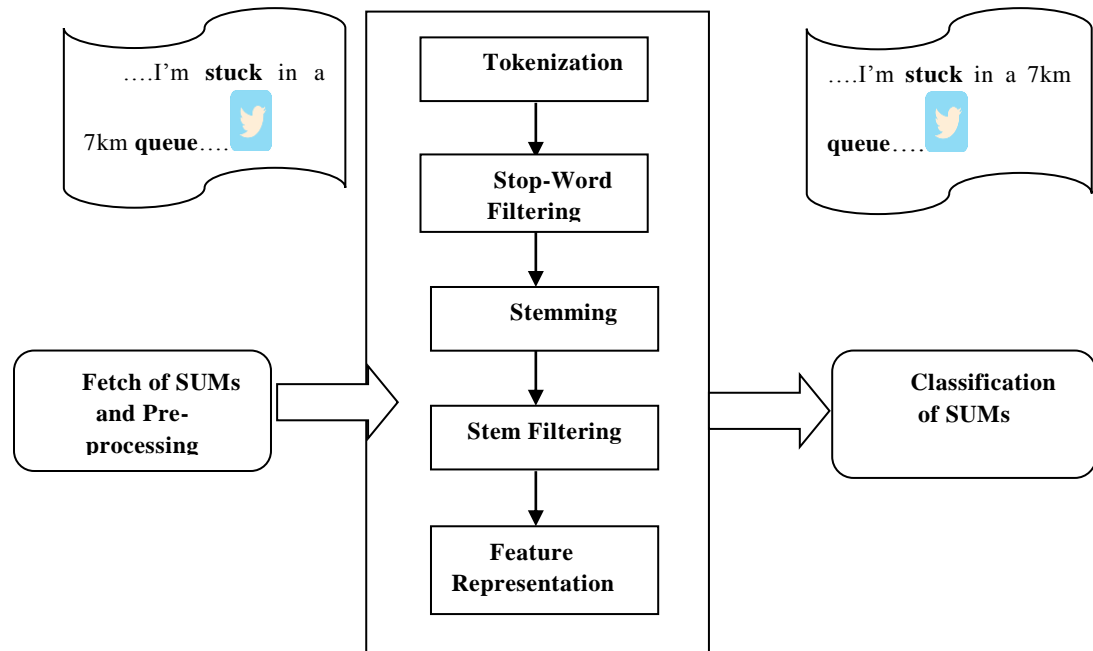 ….I’m stuck in a
7km queue….
Tokenization
Stop-Word
Filtering
Stemming
Stem Filtering
Feature
Representation
….I’m stuck in a 7km
queue….
Fetch of SUMs
and Pre-
processing
Classification
of SUMs